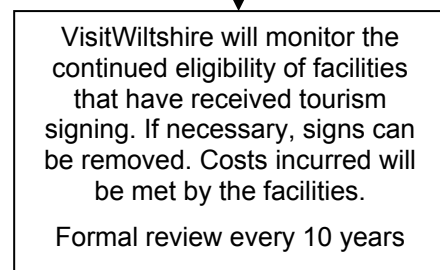 VisitWiltshire will monitor the
continued eligibility of facilities
that have received tourism
signing. If necessary, signs can
be removed. Costs incurred will
be met by the facilities.
Formal review every 10 years